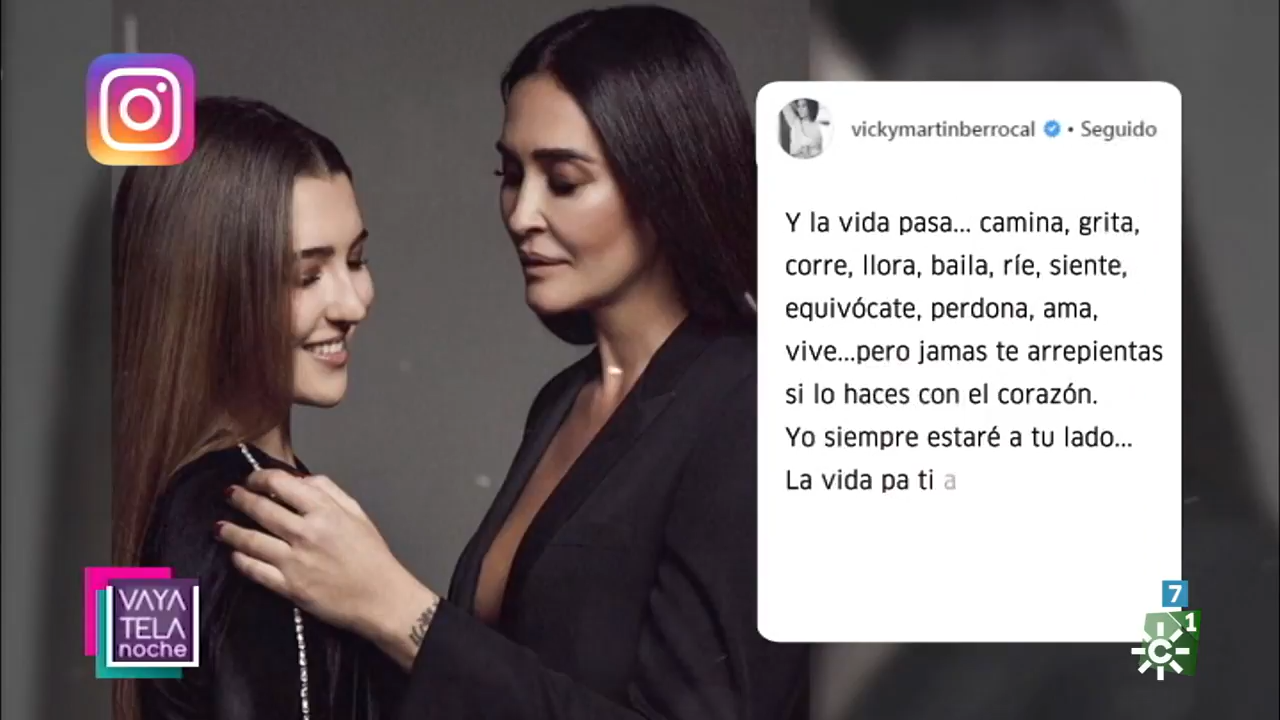 vickymartinberrocal • Seguido
Y la vida pasa... camina, grita,
corre, llora, baila, ríe, siente,
equivócate, perdona, ama,
vive...pero jamas te arrepientas
si lo haces con el corazón.
Yo siempre estaré a tu lado...
La vida pa ti a
VAYA
TELA
noche
7
1